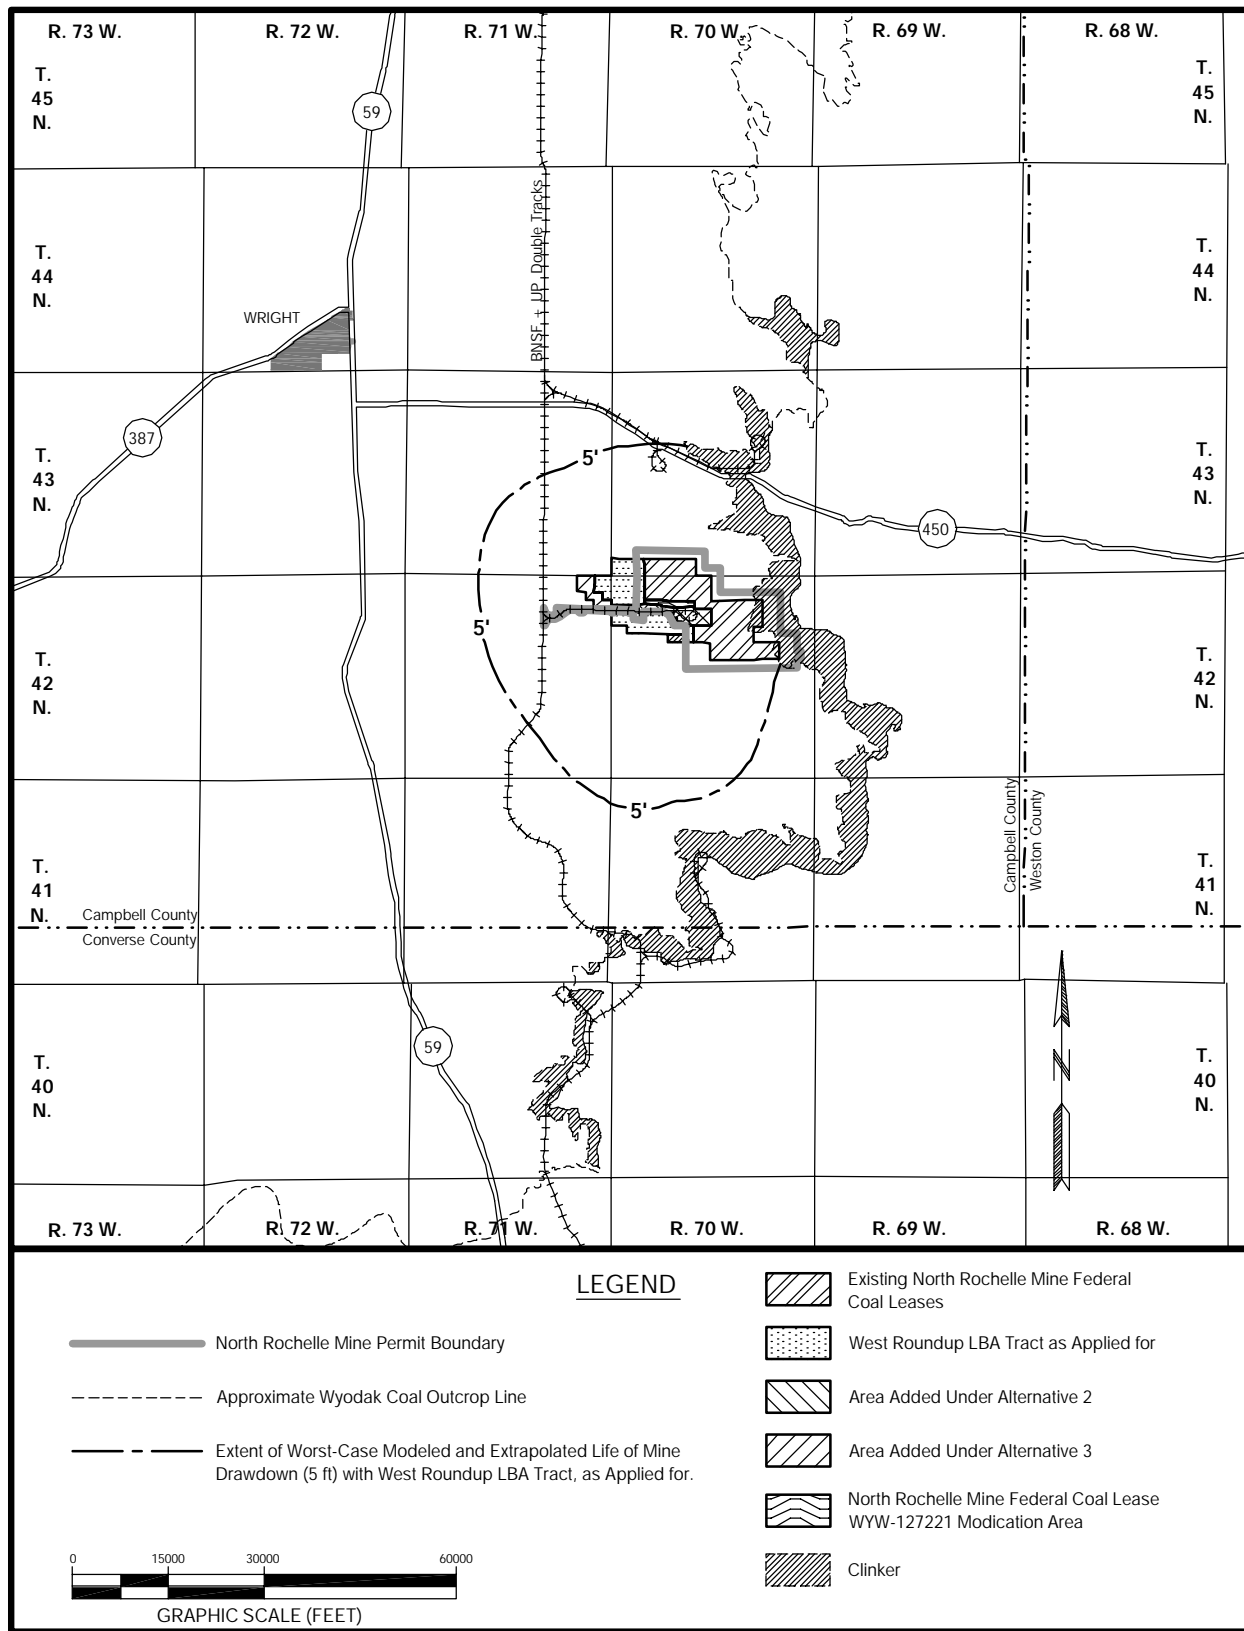 R. 73 W.
R. 72 W.
R. 71 W.
R. 70 W.
R. 69 W.
R. 68 W.
T.
45
N.
T.
45
N.
59
BNSF + UP Double Tracks
T.
44
N.
T.
44
N.
WRIGHT
387
T.
43
N.
T.
43
N.
5'
450
5'
T.
42
N.
T.
42
N.
5'
Campbell County
Weston County
T.
41
N.
T.
41
N.
Campbell County
Converse County
59
T.
40
N.
N
T.
40
N.
R. 73 W.
R. 72 W.
R. 71 W.
R. 70 W.
R. 69 W.
R. 68 W.
LEGEND
North Rochelle Mine Permit Boundary
Approximate Wyodak Coal Outcrop Line
Extent of Worst-Case Modeled and Extrapolated Life of Mine
Drawdown (5 ft) with West Roundup LBA Tract, as Applied for.
0
15000
30000
60000
GRAPHIC SCALE (FEET)
Existing North Rochelle Mine Federal
Coal Leases
West Roundup LBA Tract as Applied for
Area Added Under Alternative 2
Area Added Under Alternative 3
North Rochelle Mine Federal Coal Lease
WYW-127221 Modication Area
Clinker